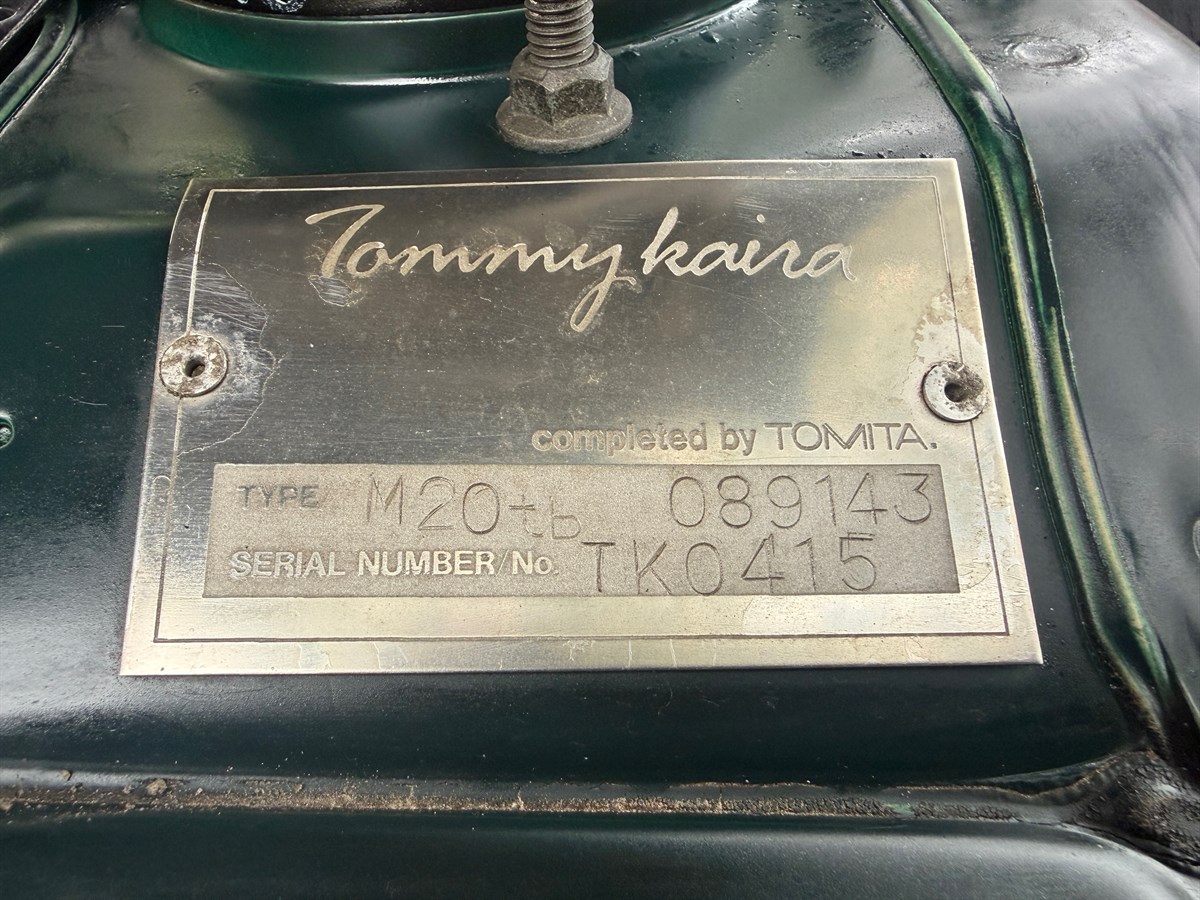 Tommykaira
completed by TOMITA.
TYPE M20tb 089143
SERIAL NUMBER/No. TK0415